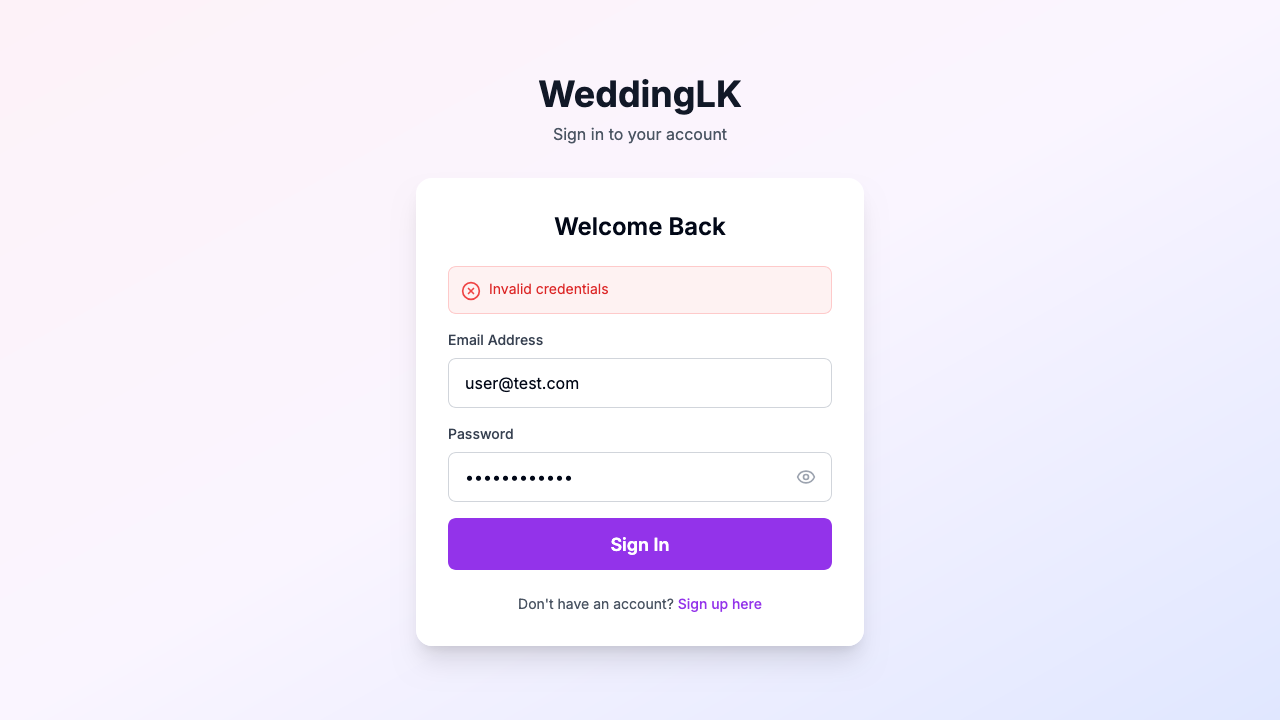 WeddingLK
Sign in to your account
Welcome Back
Invalid credentials
Email Address
user@test.com
Password
••••••••••••
Sign In
Don't have an account? Sign up here